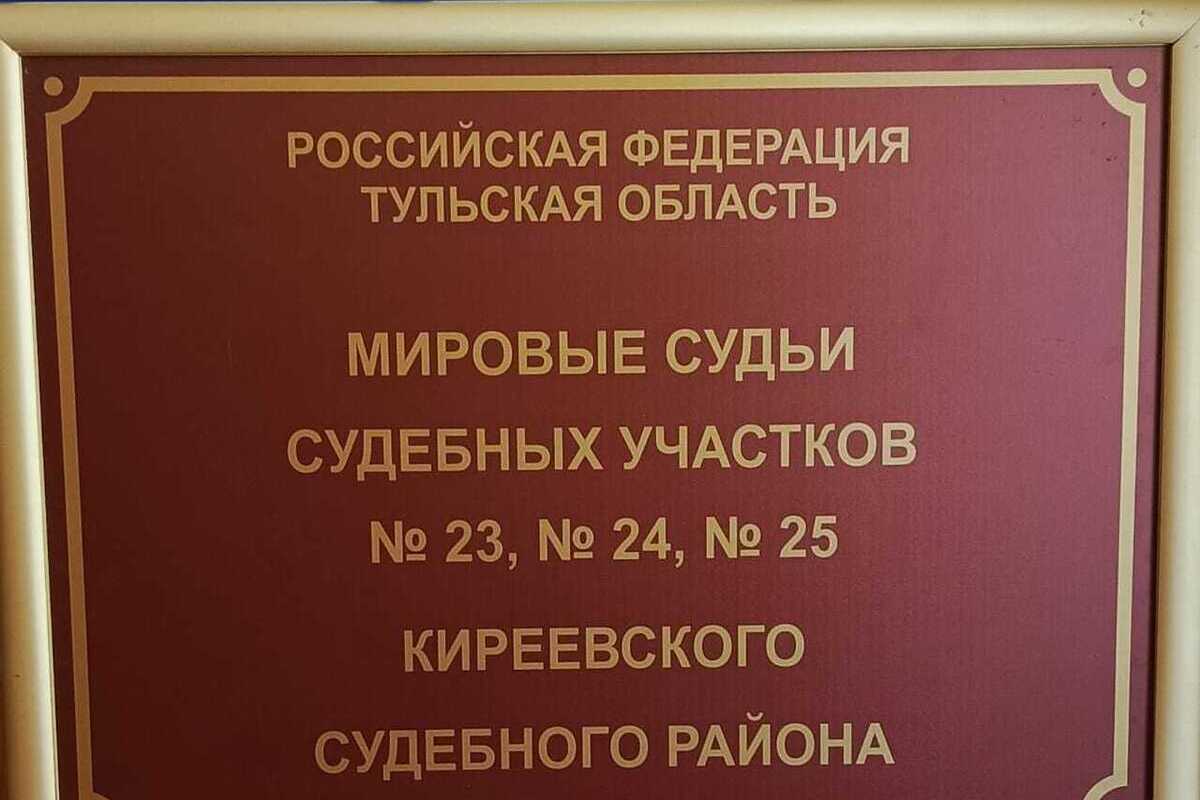 РОССИЙСКАЯ ФЕДЕРАЦИЯ
ТУЛЬСКАЯ ОБЛАСТЬ
МИРОВЫЕ СУДЬИ
СУДЕБНЫХ УЧАСТКОВ
№ 23, № 24, № 25
КИРЕЕВСКОГО
СУДЕБНОГО РАЙОНА